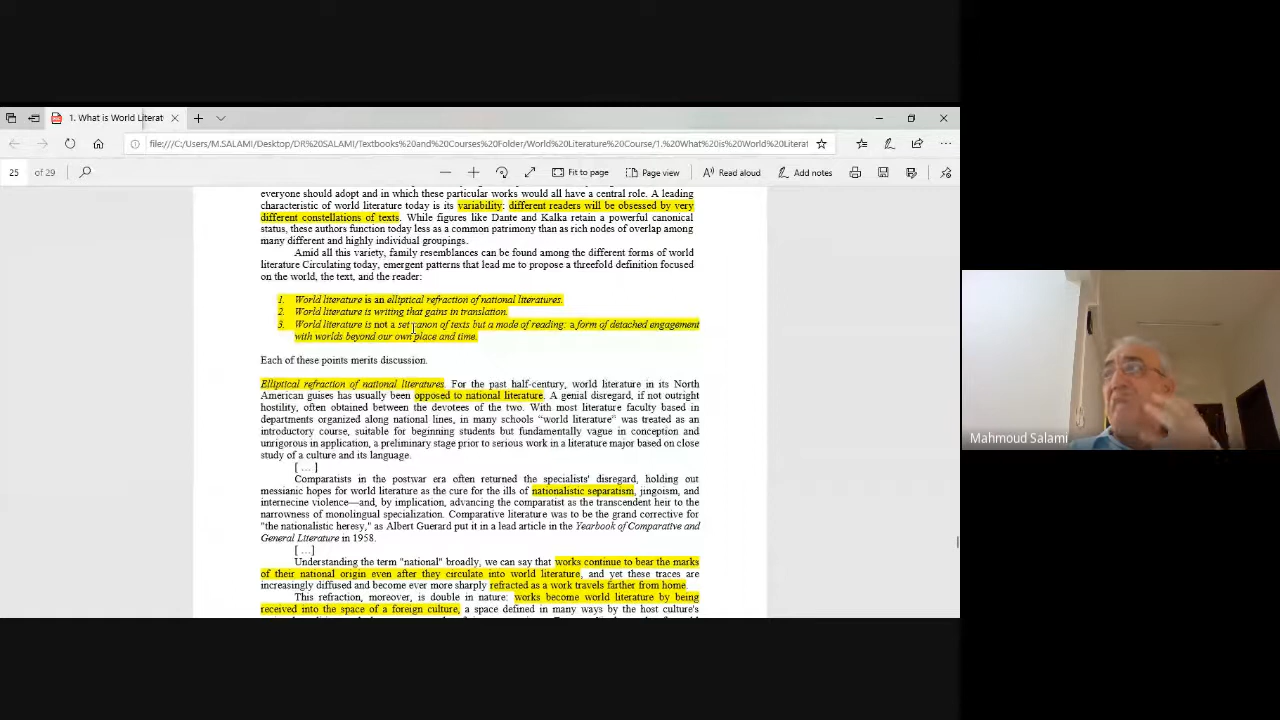 1. What is World Literat
file:///C:/Users/M.SALAMI/Desktop/DR%20SALAMI/Textbooks%20and%20Courses%20Folder/World%20Literature%20Course/1.%20What%20is%20World%20Literat
25 of 29 Fit to page Page view Read aloud Add notes
everyone should adopt and in which these particular works would all have a central role. A leading
characteristic of world literature today is its variability: different readers will be obsessed by very
different constellations of texts. While figures like Dante and Kalka retain a powerful canonical
status, these authors function today less as a common patrimony than as rich nodes of overlap among
many different and highly individual groupings.
Amid all this variety, family resemblances can be found among the different forms of world
literature Circulating today, emergent patterns that lead me to propose a threefold definition focused
on the world, the text, and the reader:
1. World literature is an elliptical refraction of national literatures.
2. World literature is writing that gains in translation.
3. World literature is not a set canon of texts but a mode of reading: a form of detached engagement
with worlds beyond our own place and time.
Each of these points merits discussion.
Elliptical refraction of national literatures. For the past half-century, world literature in its North
American guises has usually been opposed to national literature. A genial disregard, if not outright
hostility, often obtained between the devotees of the two. With most literature faculty based in
departments organized along national lines, in many schools "world literature" was treated as an
introductory course, suitable for beginning students but fundamentally vague in conception and
unrigorous in application, a preliminary stage prior to serious work in a literature major based on close
study of a culture and its language.
[ ... ]
Comparatists in the postwar era often returned the specialists' disregard, holding out
messianic hopes for world literature as the cure for the ills of nationalistic separatism, jingoism, and
internecine violence—and, by implication, advancing the comparatist as the transcendent heir to the
narrowness of monolingual specialization. Comparative literature was to be the grand corrective for
"the nationalistic heresy," as Albert Guerard put it in a lead article in the Yearbook of Comparative and
General Literature in 1958.
[ ...]
Understanding the term "national" broadly, we can say that works continue to bear the marks
of their national origin even after they circulate into world literature, and yet these traces are
increasingly diffused and become ever more sharply refracted as a work travels farther from home.
This refraction, moreover, is double in nature: works become world literature by being
received into the space of a foreign culture, a space defined in many ways by the host culture's
Mahmoud Salami